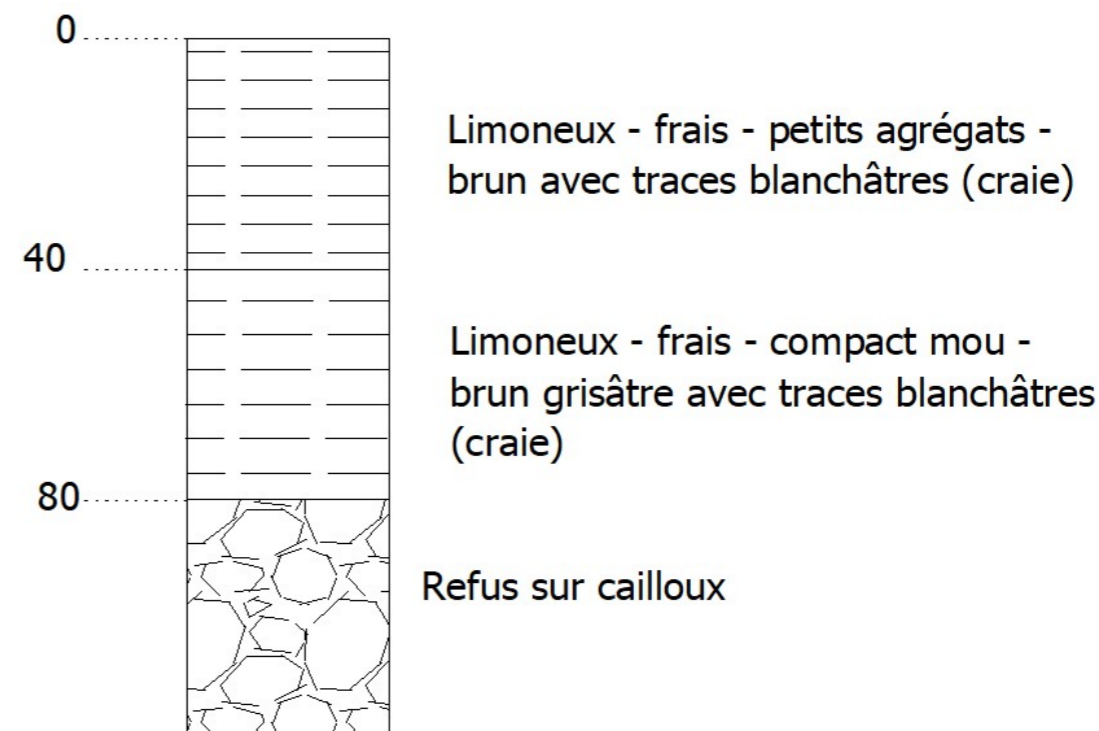 0
Limoneux - frais - petits agrégats -
brun avec traces blanchâtres (craie)
40
Limoneux - frais - compact mou -
brun grisâtre avec traces blanchâtres
(craie)
80
Refus sur cailloux